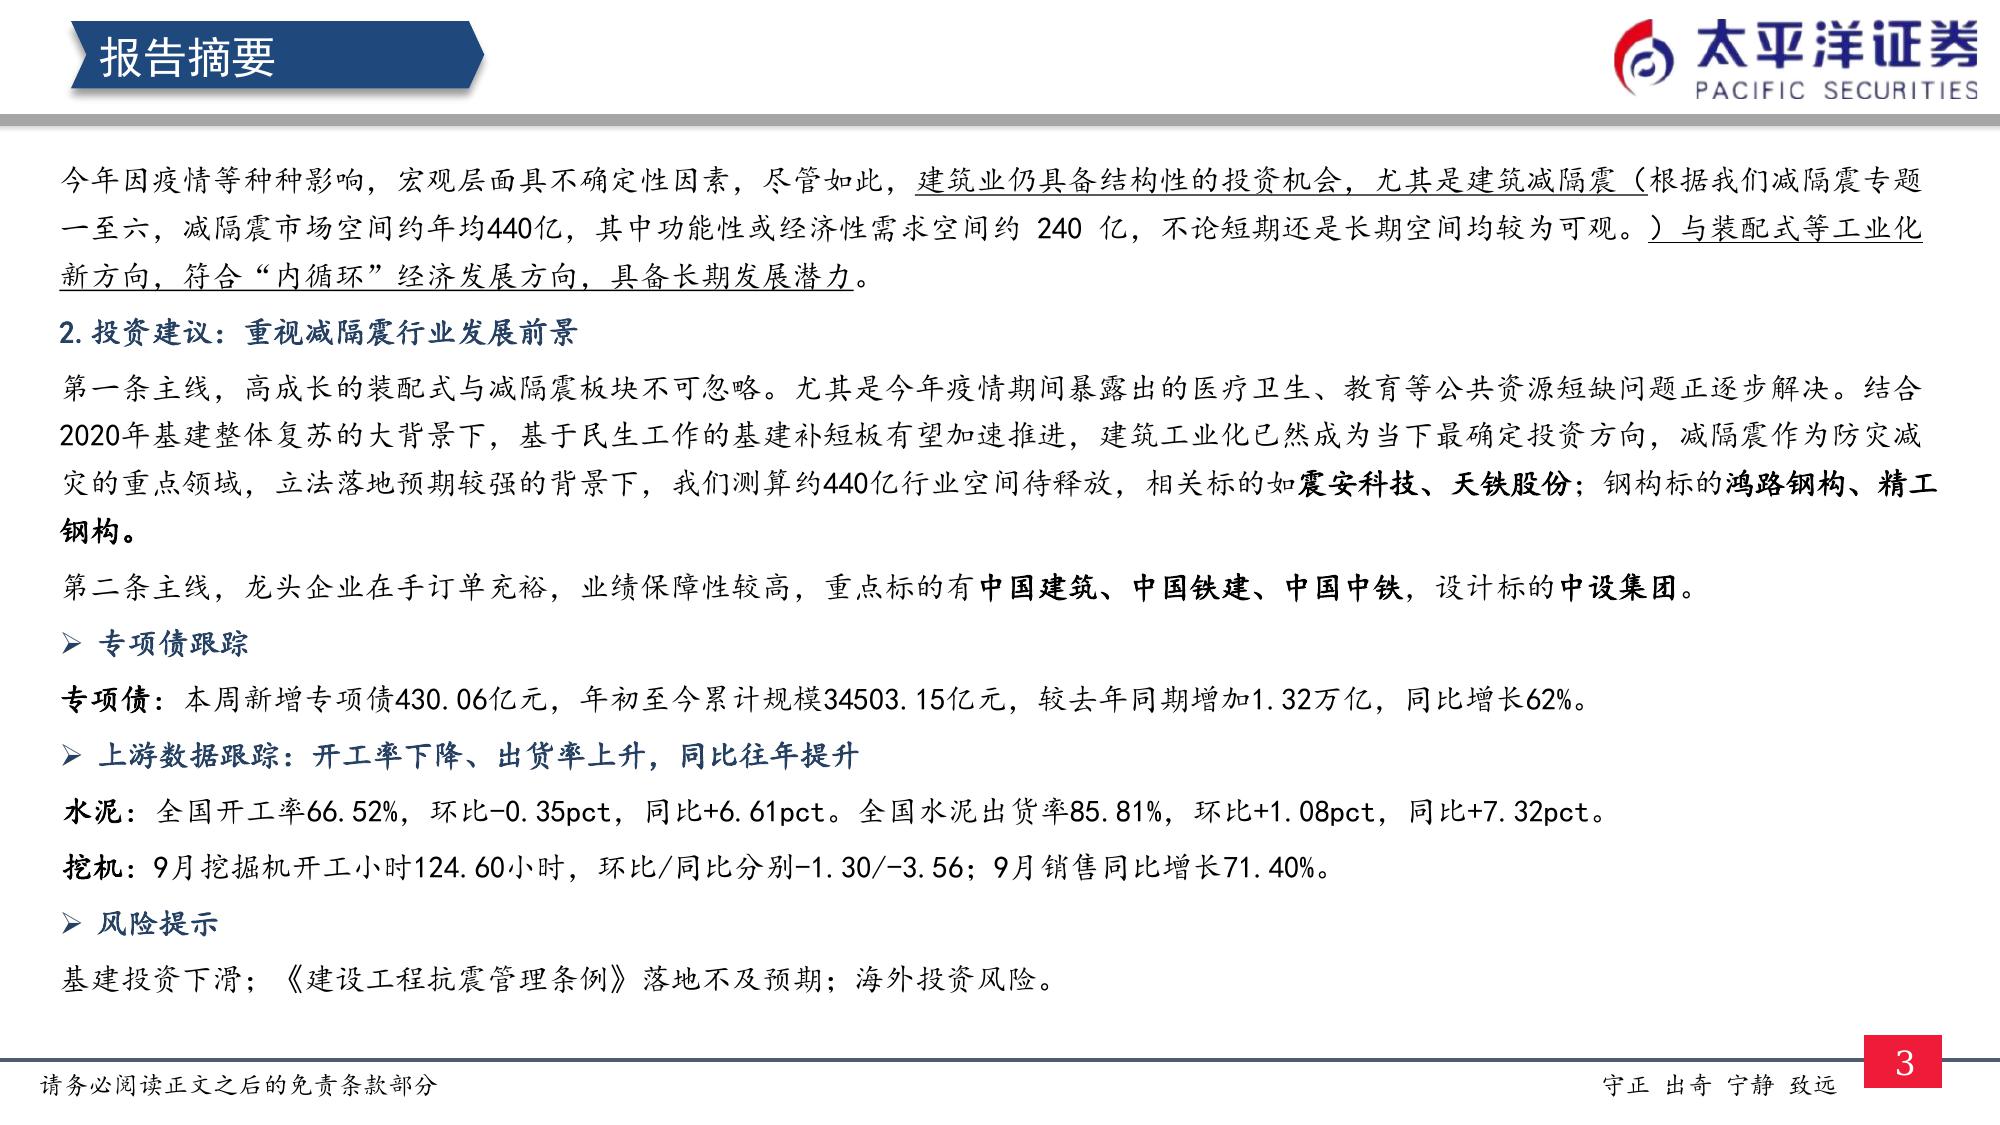 报告摘要
太平洋证券
PACIFIC SECURITIES
今年因疫情等种种影响，宏观层面具不确定性因素，尽管如此，建筑业仍具备结构性的投资机会，尤其是建筑减隔震（根据我们减隔震专题
一至六，减隔震市场空间约年均440亿，其中功能性或经济性需求空间约 240 亿，不论短期还是长期空间均较为可观。）与装配式等工业化
新方向，符合“内循环”经济发展方向，具备长期发展潜力。
2.投资建议：重视减隔震行业发展前景
第一条主线，高成长的装配式与减隔震板块不可忽略。尤其是今年疫情期间暴露出的医疗卫生、教育等公共资源短缺问题正逐步解决。结合
2020年基建整体复苏的大背景下，基于民生工作的基建补短板有望加速推进，建筑工业化已然成为当下最确定投资方向，减隔震作为防灾减
灾的重点领域，立法落地预期较强的背景下，我们测算约440亿行业空间待释放，相关标的如震安科技、天铁股份；钢构标的鸿路钢构、精工
钢构。
第二条主线，龙头企业在手订单充裕，业绩保障性较高，重点标的有中国建筑、中国铁建、中国中铁，设计标的中设集团。
➢ 专项债跟踪
专项债：本周新增专项债430.06亿元，年初至今累计规模34503.15亿元，较去年同期增加1.32万亿，同比增长62%。
➢ 上游数据跟踪：开工率下降、出货率上升，同比往年提升
水泥：全国开工率66.52%，环比-0.35pct，同比+6.61pct。全国水泥出货率85.81%，环比+1.08pct，同比+7.32pct。
挖机：9月挖掘机开工小时124.60小时，环比/同比分别-1.30/-3.56；9月销售同比增长71.40%。
➢ 风险提示
基建投资下滑；《建设工程抗震管理条例》落地不及预期；海外投资风险。
请务必阅读正文之后的免责条款部分
守正 出奇 宁静 致远
3